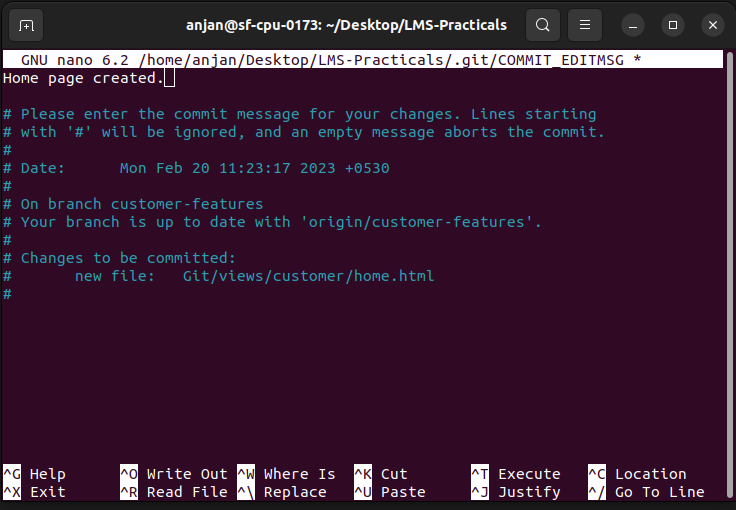 anjan@sf-cpu-0173: ~/Desktop/LMS-Practicals
GNU nano 6.2 /home/anjan/Desktop/LMS-Practicals/.git/COMMIT_EDITMSG *
Home page created.
# Please enter the commit message for your changes. Lines starting
# with '#' will be ignored, and an empty message aborts the commit.
#
# Date:      Mon Feb 20 11:23:17 2023 +0530
#
# On branch customer-features
# Your branch is up to date with 'origin/customer-features'.
#
# Changes to be committed:
#       new file:   Git/views/customer/home.html
#
^G Help      ^O Write Out ^W Where Is  ^K Cut       ^T Execute   ^C Location
^X Exit      ^R Read File ^\ Replace   ^U Paste     ^J Justify   ^/ Go To Line